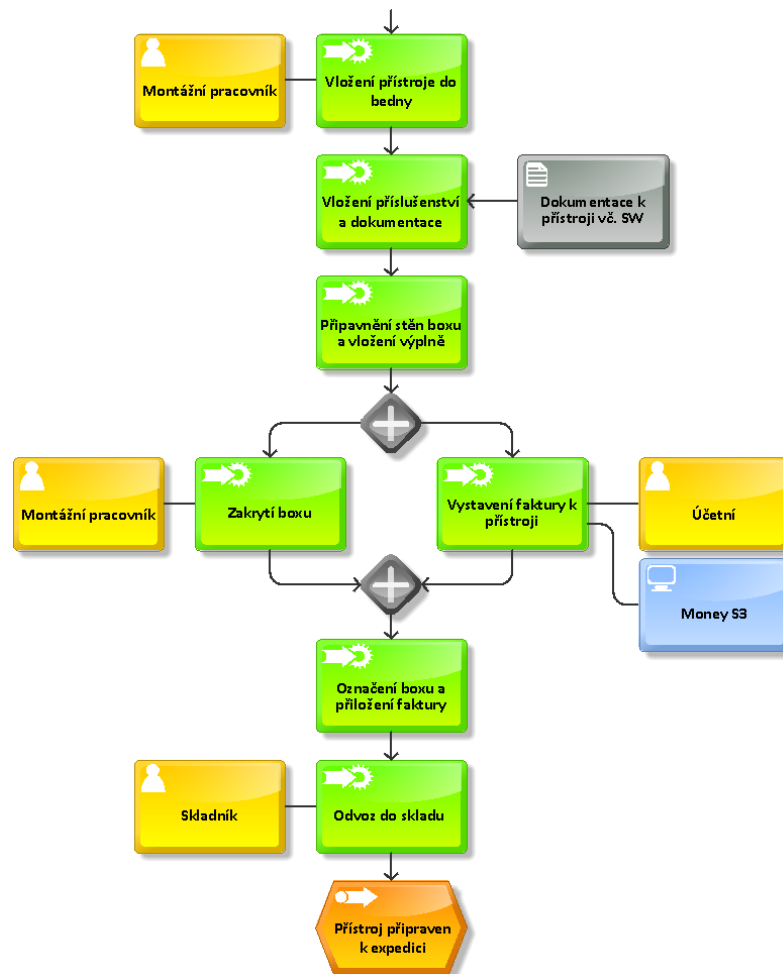 Montážní pracovník
Vložení přístroje do
bedny
Vložení příslušenství
a dokumentace
Dokumentace k
přístroji vč. SW
Připavnění stěn boxu
a vložení výplně
Montážní pracovník
Zakrytí boxu
Vystavení faktury k
přístroji
Účetní
Money S3
Označení boxu a
přiložení faktury
Skladník
Odvoz do skladu
Přístroj připraven
k expedici